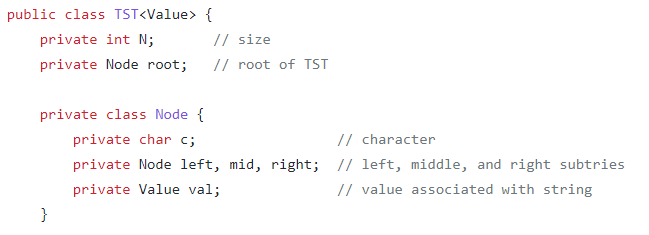 public class TST<Value> {
    private int N;       // size
    private Node root;   // root of TST

    private class Node {
        private char c;                 // character
        private Node left, mid, right;  // left, middle, and right subtries
        private Value val;              // value associated with string
    }